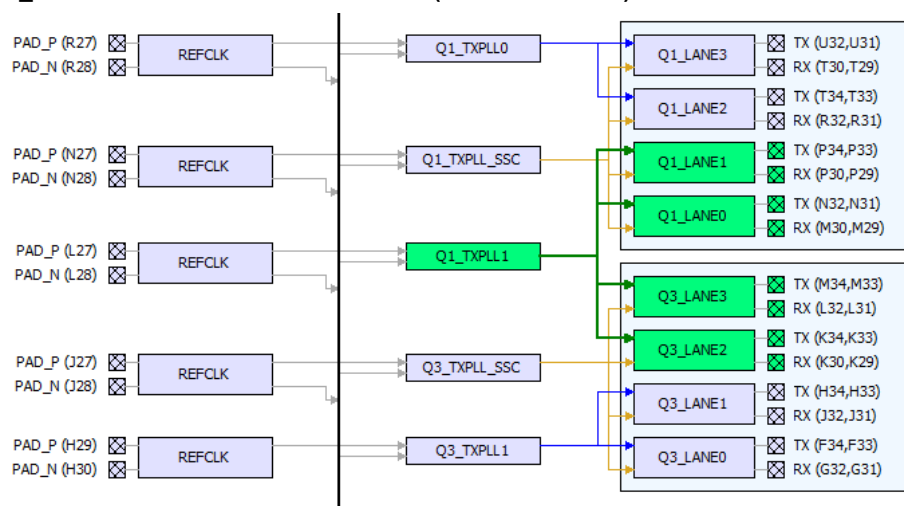 PAD_P (R27)
PAD_N (R28)
REFCLK
Q1_TXPLL0
Q1_LANE3
TX (U32,U31)
RX (T30,T29)
Q1_LANE2
TX (T34,T33)
RX (R32,R31)
PAD_P (N27)
PAD_N (N28)
REFCLK
Q1_TXPLL_SSC
Q1_LANE1
TX (P34,P33)
RX (P30,P29)
Q1_LANE0
TX (N32,N31)
RX (M30,M29)
PAD_P (L27)
PAD_N (L28)
REFCLK
Q1_TXPLL1
Q3_LANE3
TX (M34,M33)
RX (L32,L31)
Q3_LANE2
TX (K34,K33)
RX (K30,K29)
PAD_P (J27)
PAD_N (J28)
REFCLK
Q3_TXPLL_SSC
Q3_LANE1
TX (H34,H33)
RX (J32,J31)
PAD_P (H29)
PAD_N (H30)
REFCLK
Q3_TXPLL1
Q3_LANE0
TX (F34,F33)
RX (G32,G31)